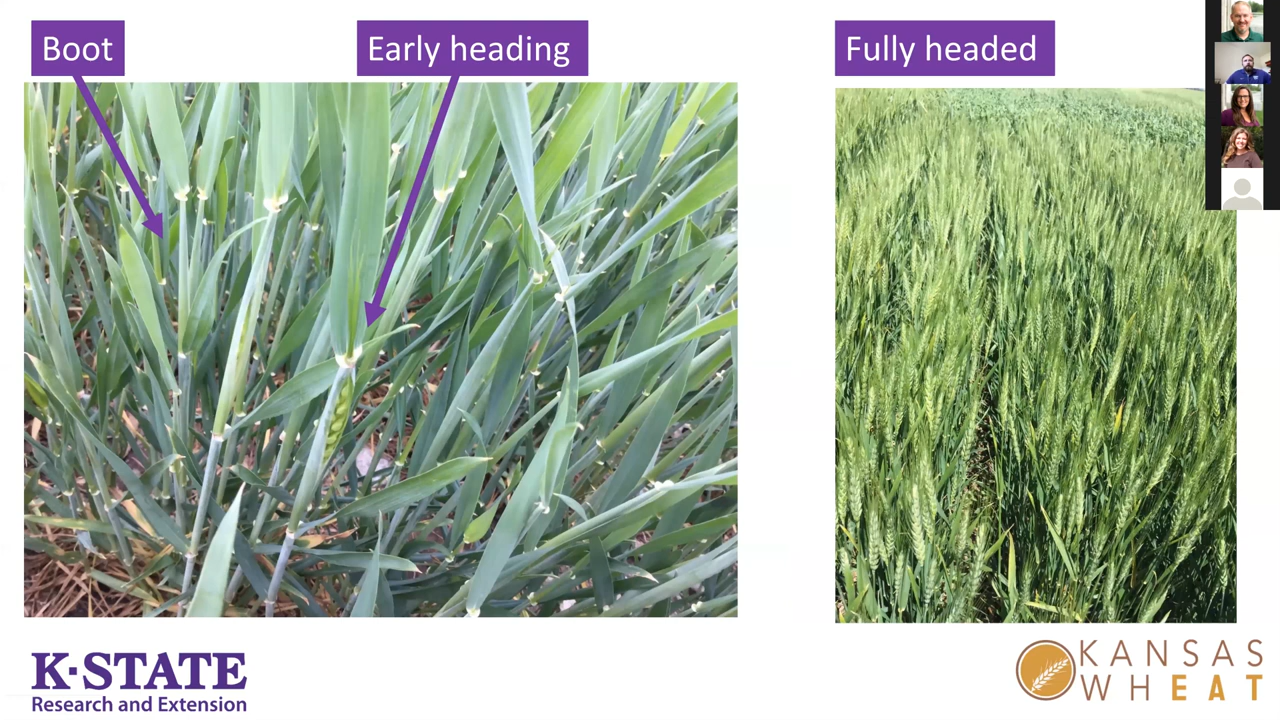 Boot
Early heading
Fully headed
K·STATE
Research and Extension
KANSAS
WHEAT